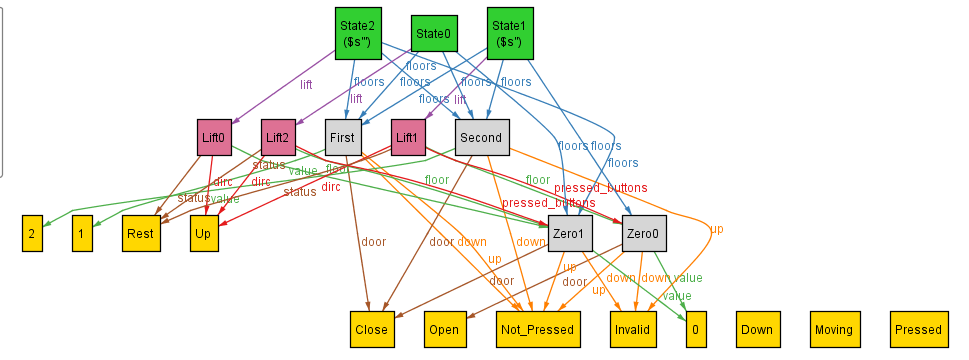 State2
($s''')
State0
State1
($s'')
floors
floors
floors
floors
floors
lift
lift
floors
lift
Lift0
Lift2
First
Lift1
Second
floors
floors
floors
status
value
floor
dirc
dirc
status
dirc
floor
floor
pressed_buttons
status
value
pressed_buttons
2
1
Rest
Up
Zero1
Zero0
up
door
door
down
down
up
up
door
door
down
down
value
up
value
Close
Open
Not_Pressed
Invalid
0
Down
Moving
Pressed